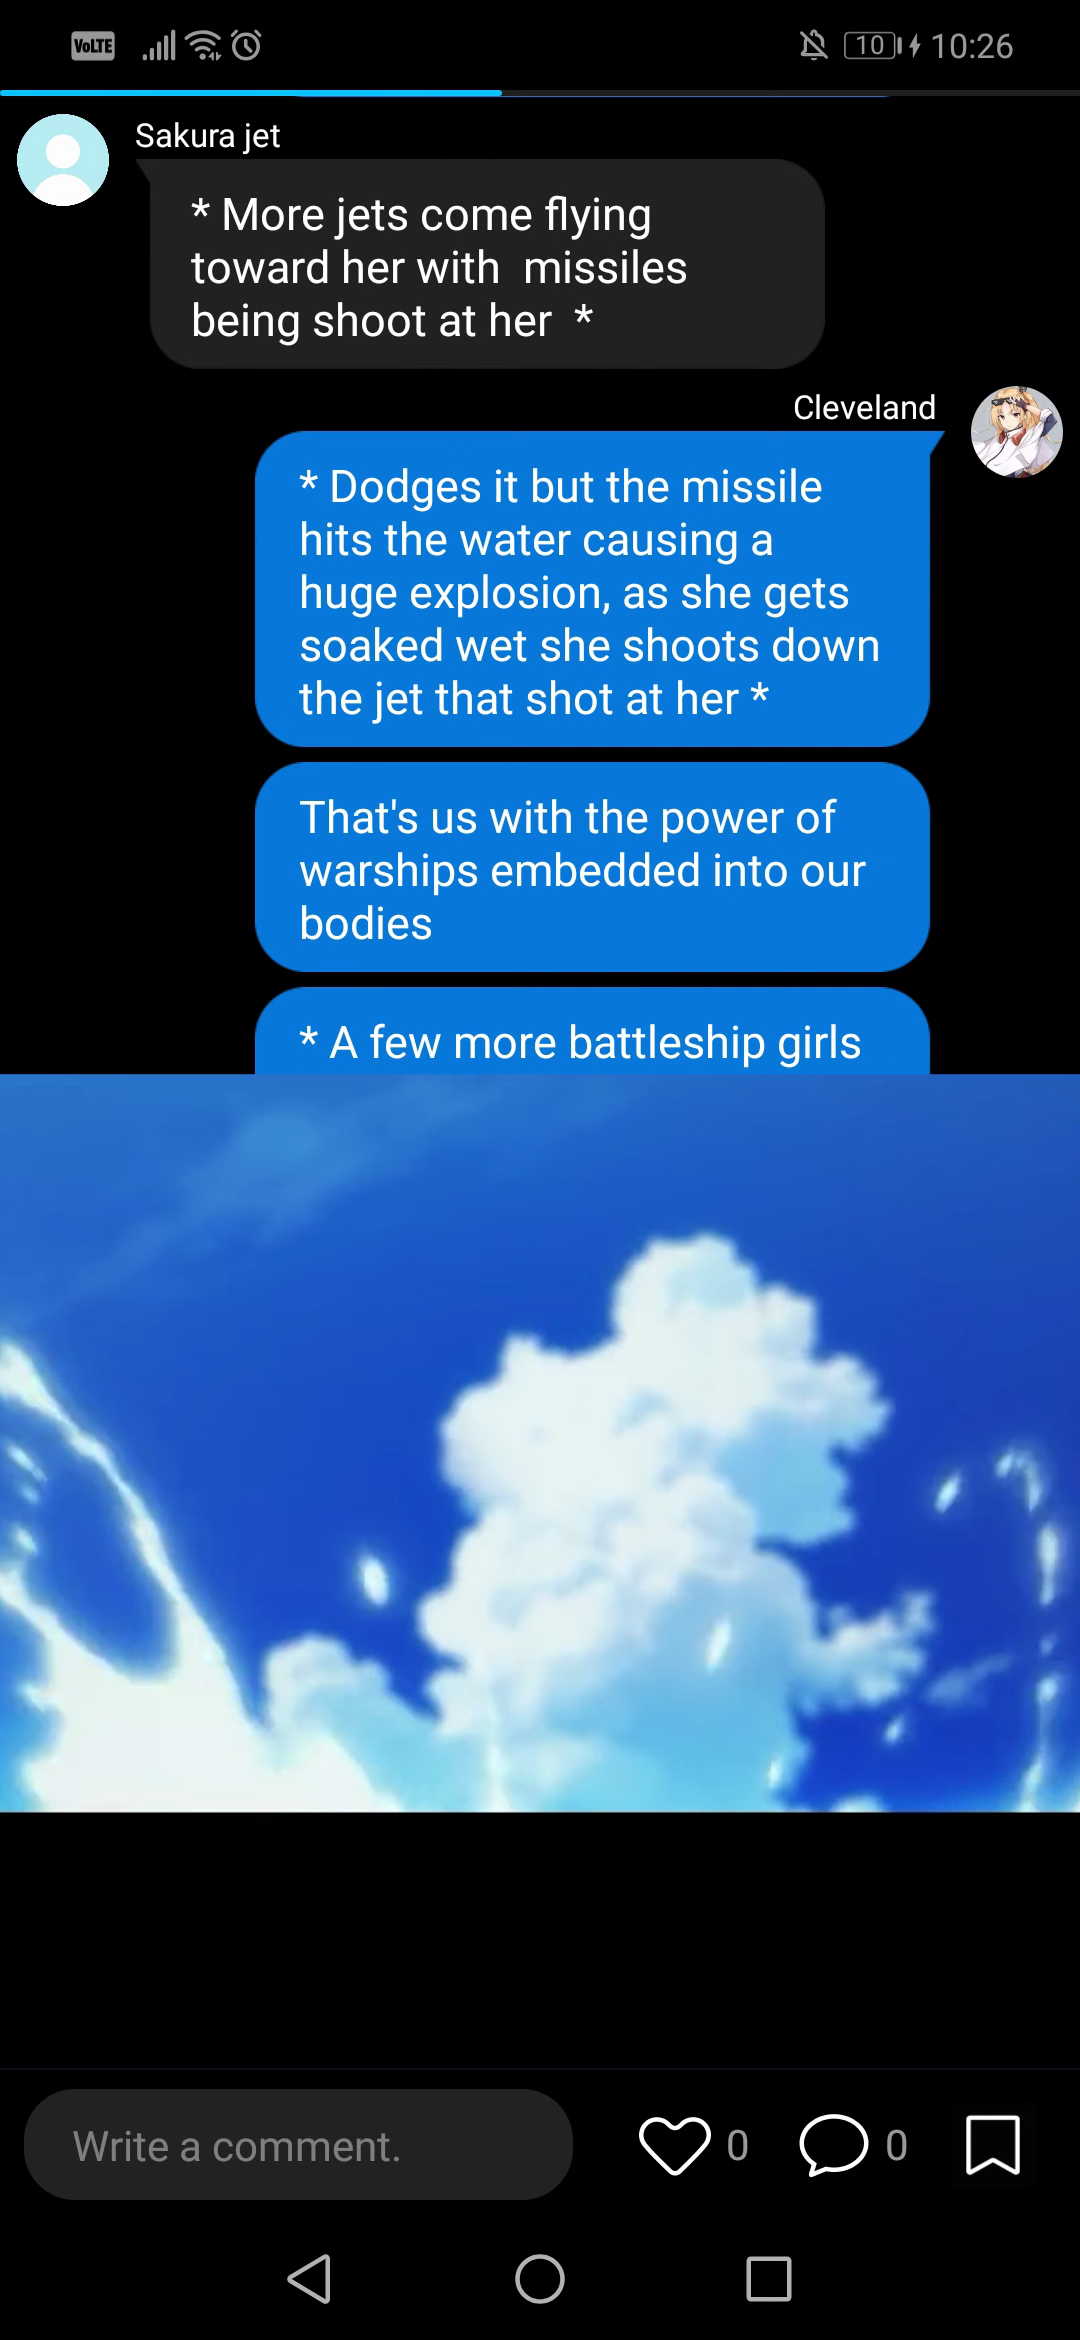 VoLTE 10 10:26
Sakura jet
* More jets come flying
toward her with  missiles
being shoot at her  *
Cleveland
* Dodges it but the missile
hits the water causing a
huge explosion, as she gets
soaked wet she shoots down
the jet that shot at her *
That's us with the power of
warships embedded into our
bodies
* A few more battleship girls
Write a comment. 0 0